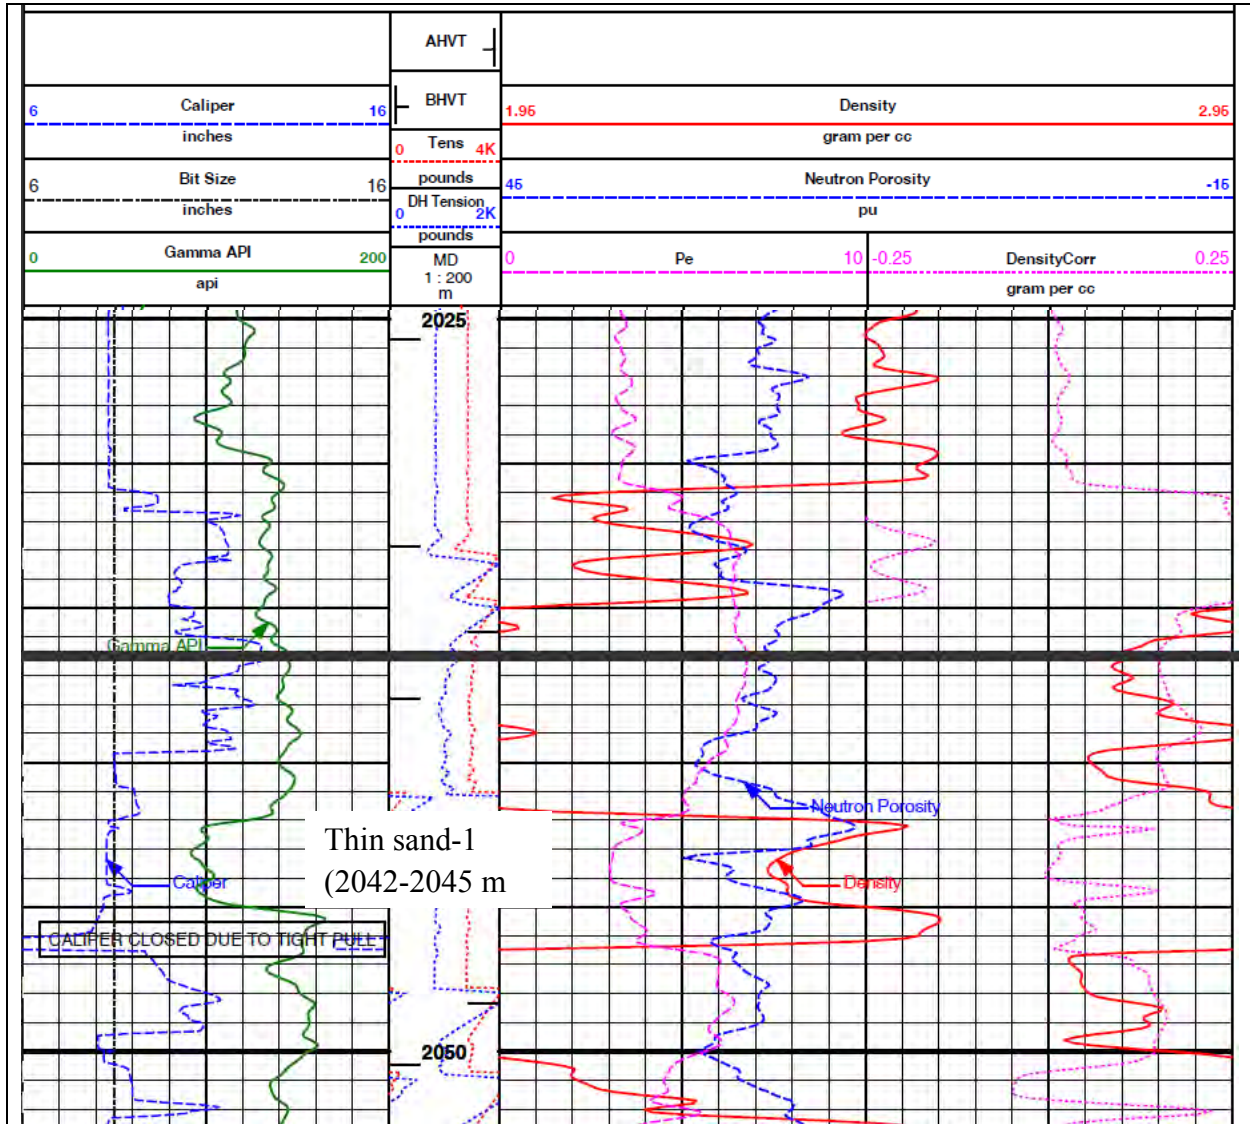 AHVT
BHVT
6 Caliper 16
inches
6 Bit Size 16
inches
0 Gamma API 200
api
0 Tens 4K
pounds
DH Tension
0 2K
pounds
MD
1 : 200
m
1.95 Density 2.95
gram per cc
45 Neutron Porosity -15
pu
0 Pe 10
-0.25 DensityCorr 0.25
gram per cc
2025
Gamma API
Neutron Porosity
Thin sand-1
(2042-2045 m
Caliper
Density
CALIPER CLOSED DUE TO TIGHT PULL
2050